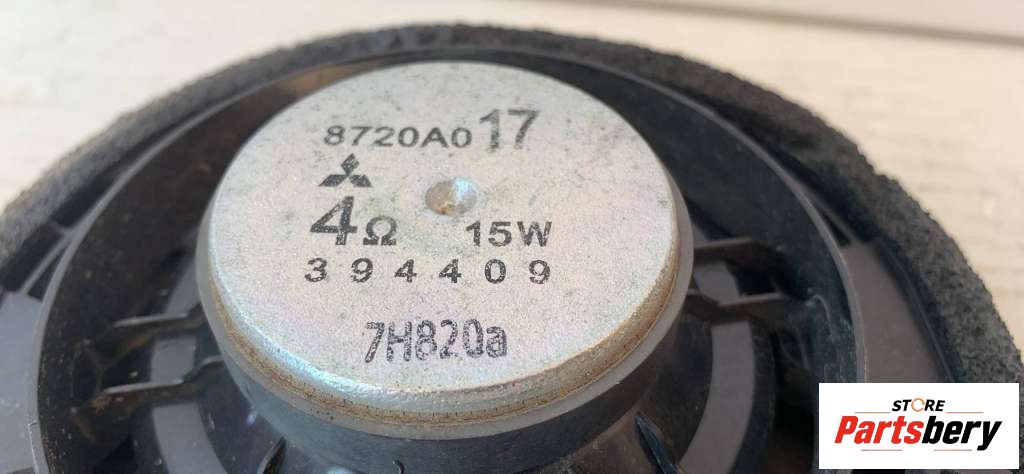 8720A017
4Ω 15W
394409
7H820a
STORE
Partsbery